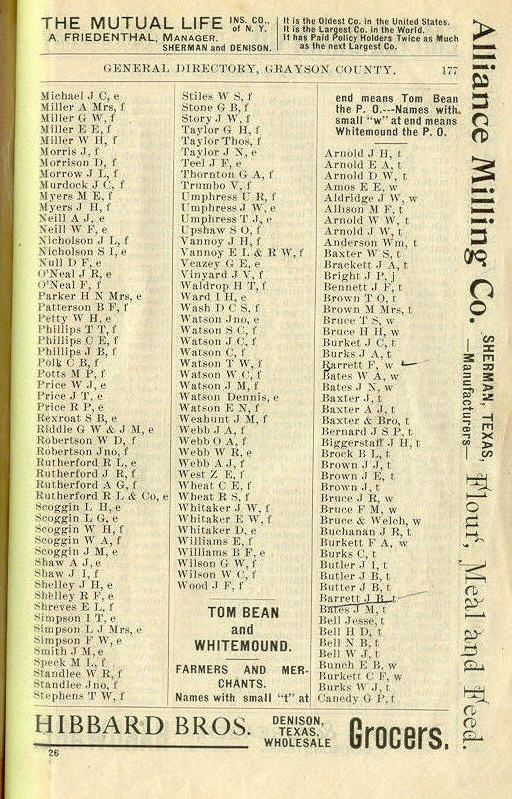 THE MUTUAL LIFE INS. CO., of N. Y.
A. FRIEDENTHAL, MANAGER.
SHERMAN and DENISON.
It is the Oldest Co. in the United States.
It is the Largest Co. in the World.
It has Paid Policy Holders Twice as Much
as the next Largest Co.
GENERAL DIRECTORY, GRAYSON COUNTY. 177
Michael J C, e
Miller A Mrs, f
Miller G W, f
Miller E E, f
Miller W H, f
Morris J, f
Morrison D, f
Morrow J L, f
Murdock J C, f
Myers M E, f
Myers J H, f
Neill A J, e
Neill W F, e
Nicholson J L, f
Nicholson S I, e
Null D F, e
O'Neal J R, e
O'Neal F, f
Parker H N Mrs, e
Patterson B F, f
Petty W H, e
Phillips T T, f
Phillips C E, f
Phillips J B, f
Polk C B, f
Potts M P, f
Price W J, e
Price J T, e
Price R P, e
Rexroat S B, e
Riddle G W & J M, e
Robertson W D, f
Robertson Jno, f
Rutherford R L, e
Rutherford J R, f
Rutherford A G, f
Rutherford R L & Co, e
Scoggin L H, e
Scoggin L G, e
Scoggin W H, f
Scoggin W A, f
Scoggin J M, e
Shaw A J, e
Shaw J I, f
Shelley J H, e
Shelley R F, e
Shreves E L, f
Simpson I T, e
Simpson L J Mrs, e
Simpson F W, e
Smith J M, e
Speck M L, f
Standlee W R, f
Standlee Jno, f
Stephens T W, f
Stiles W S, f
Stone G B, f
Story J W, f
Taylor G H, f
Taylor Thos, f
Taylor J N, e
Teel J F, e
Thornton G A, f
Trumbo V, f
Umphress U R, f
Umphress J W, e
Umphress T J, e
Upshaw S O, f
Vannoy J H, f
Vannoy E L & R W, f
Veazey G E, e
Vinyard J V, f
Waldrop H T, f
Ward I H, e
Wash D C S, f
Watson Jno, e
Watson S C, f
Watson J C, f
Watson C, f
Watson T W, f
Watson W C, f
Watson J M, f
Watson Dennis, e
Watson E N, f
Weahunt J M, f
Webb J A, f
Webb O A, f
Webb W R, e
Webb A J, f
West Z E, f
Wheat C E, f
Wheat R S, f
Whitaker J W, f
Whitaker E W, f
Whitaker D, e
Williams E, f
Williams B F, e
Wilson G W, f
Wilson W C, f
Wood J F, f
TOM BEAN
and
WHITEMOUND.
FARMERS AND MER-
CHANTS.
Names with small "t" at
end means Tom Bean
the P. O.---Names with
small "w" at end means
Whitemound the P. O.
Arnold J H, t
Arnold E A, t
Arnold D W, t
Amos E E, w
Aldridge J W, w
Allison M F, t
Arnold W W, t
Arnold J W, t
Anderson Wm, t
Baxter W S, t
Brackett J A, t
Bright J P, j
Bennett J F, t
Brown T O, t
Brown M Mrs, t
Bruce T S, w
Bruce H H, w
Burket J C, t
Burks J A, t
Barrett F, w
Bates W A, w
Bates J N, w
Baxter J, t
Baxter A J, t
Baxter & Bro, t
Bernard J S P, t
Biggerstaff J H, t
Brock B L, t
Brown J J, t
Brown J E, t
Brown J, t
Bruce J R, w
Bruce F M, w
Bruce & Welch, w
Buchanan J R, t
Burkett F A, w
Burks C, t
Butler J I, t
Butler J B, t
Butter J B, t
Barrett J B, t
Bates J M, t
Bell Jesse, t
Bell H D, t
Bell N B, t
Bell W J, t
Bunch E B, w
Burkett C F, w
Burks W J, t
Canedy G P, t
Alliance Milling Co. SHERMAN, TEXAS,
—Manufacturers—
Flour, Meal and Feed.
HIBBARD BROS. DENISON,
TEXAS,
WHOLESALE
Grocers.
26